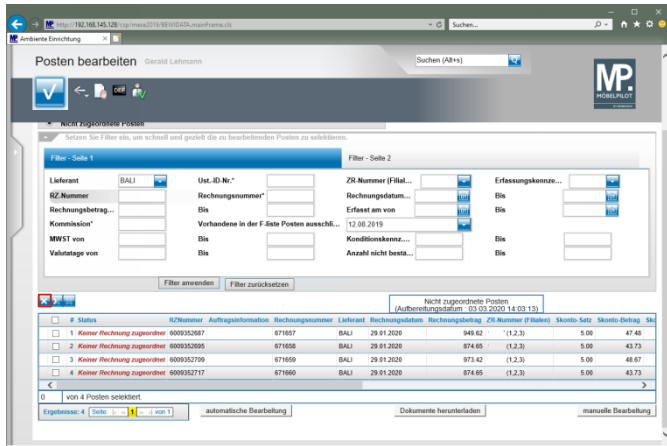 http://192.168.145.128/ccp/maxa2019/BEWIDATA.mainFrame.cls
Suchen...
Ambiente Einrichtung
Posten bearbeiten Gerald Lehmann
Suchen (Alt+s)
MP.
MÖBELPILOT
Nicht zugeordnete Posten
Setzen Sie Filter ein, um schnell und gezielt die zu bearbeitenden Posten zu selektieren.
Filter - Seite 1 Filter - Seite 2
Lieferant BALI Ust.-ID-Nr.* ZR-Nummer (Filial... Erfassungskennze...
RZ-Nummer Rechnungsnummer* Rechnungsdatum... Bis
Rechnungsbetrag... Bis Erfasst am von Bis
Kommission* Vorhandene in der F-liste Posten ausschli... 12.08.2019
MWST von Bis Konditionskennz.... Bis
Valutatage von Bis Anzahl nicht bestä... Bis
Filter anwenden Filter zurücksetzen
Nicht zugeordnete Posten
(Aufbereitungsdatum : 03.03.2020 14:03:13)
# Status RZNummer Auftragsinformation Rechnungssummer Lieferant Rechnungsdatum Rechnungsbetrag ZR-Nummer (Filialen) Skonto-Satz Skonto-Betrag Sko
1 Keiner Rechnung zugeordnet 6009352687 671657 BALI 29.01.2020 949.62 (1,2,3) 5.00 47.48
2 Keiner Rechnung zugeordnet 6009352695 671658 BALI 29.01.2020 874.65 (1,2,3) 5.00 43.73
3 Keiner Rechnung zugeordnet 6009352709 671659 BALI 29.01.2020 973.42 (1,2,3) 5.00 48.67
4 Keiner Rechnung zugeordnet 6009352717 671660 BALI 29.01.2020 874.65 (1,2,3) 5.00 43.73
0 von 4 Posten selektiert.
Ergebnisse: 4 Seite 1 von 1 automatische Bearbeitung Dokumente herunterladen manuelle Bearbeitung